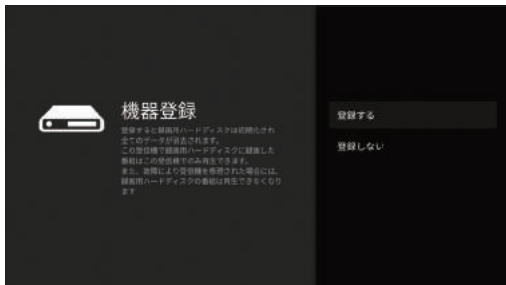 機器登録
登録すると録画用ハードディスクは初期化され
全てのデータが消去されます。
この受信機で録画用ハードディスクに録画した
番組はこの受信機でのみ再生できます。
また、故障により受信機を修理された場合には、
録画用ハードディスクの番組は再生できなくなり
ます
登録する
登録しない